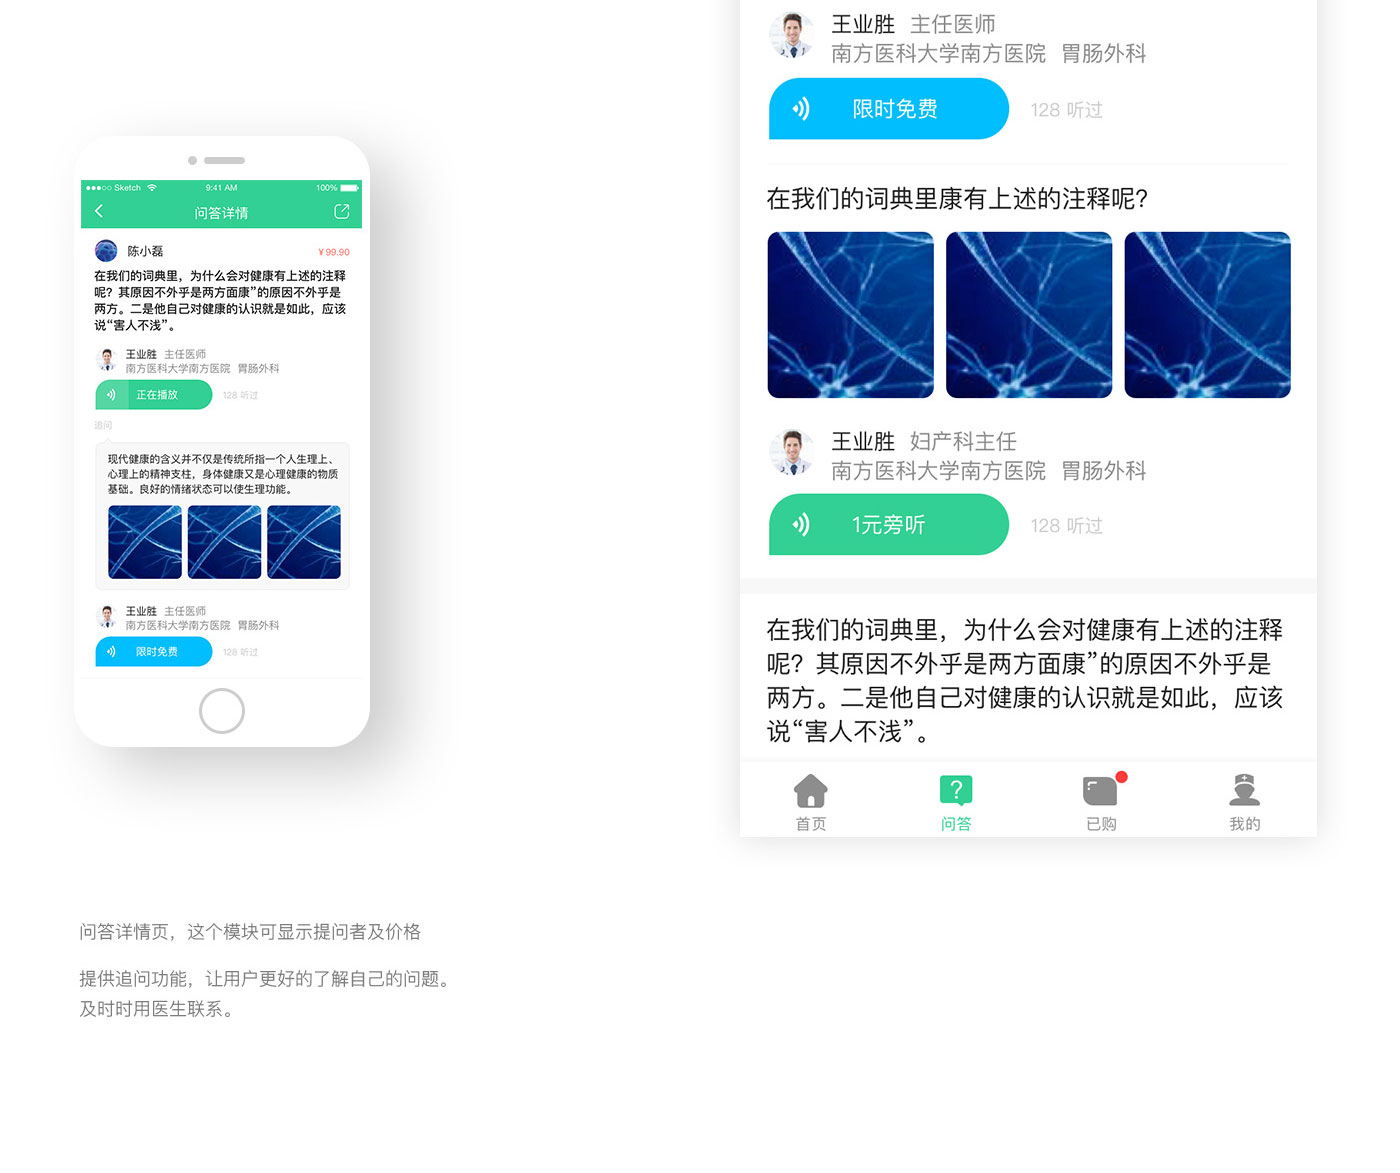 Sketch
9:41 AM
100%
问答详情
陈小磊
¥99.90
在我们的词典里，为什么会对健康有上述的注释
呢？其原因不外乎是两方面康”的原因不外乎是
两方。二是他自己对健康的认识就是如此，应该
说“害人不浅”。
王业胜 主任医师
南方医科大学南方医院 胃肠外科
正在播放
128 听过
追问
现代健康的含义并不仅是传统所指一个人生理上、
心理上的精神支柱，身体健康又是心理健康的物质
基础。良好的情绪状态可以使生理功能。
王业胜 主任医师
南方医科大学南方医院 胃肠外科
限时免费
128 听过
问答详情页，这个模块可显示提问者及价格
提供追问功能，让用户更好的了解自己的问题。
及时时用医生联系。
王业胜 主任医师
南方医科大学南方医院 胃肠外科
限时免费
128 听过
在我们的词典里康有上述的注释呢？
王业胜 妇产科主任
南方医科大学南方医院 胃肠外科
1元旁听
128 听过
在我们的词典里，为什么会对健康有上述的注释
呢？其原因不外乎是两方面康”的原因不外乎是
两方。二是他自己对健康的认识就是如此，应该
说“害人不浅”。
首页
问答
已购
我的